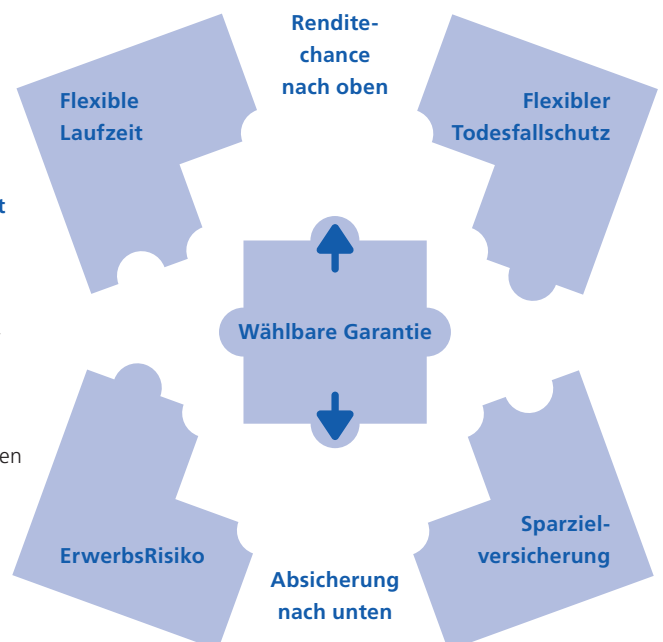 Rendite-
chance
nach oben
Flexible
Laufzeit
Flexibler
Todesfallschutz
Wählbare Garantie
ErwerbsRisiko
Sparziel-
versicherung
Absicherung
nach unten